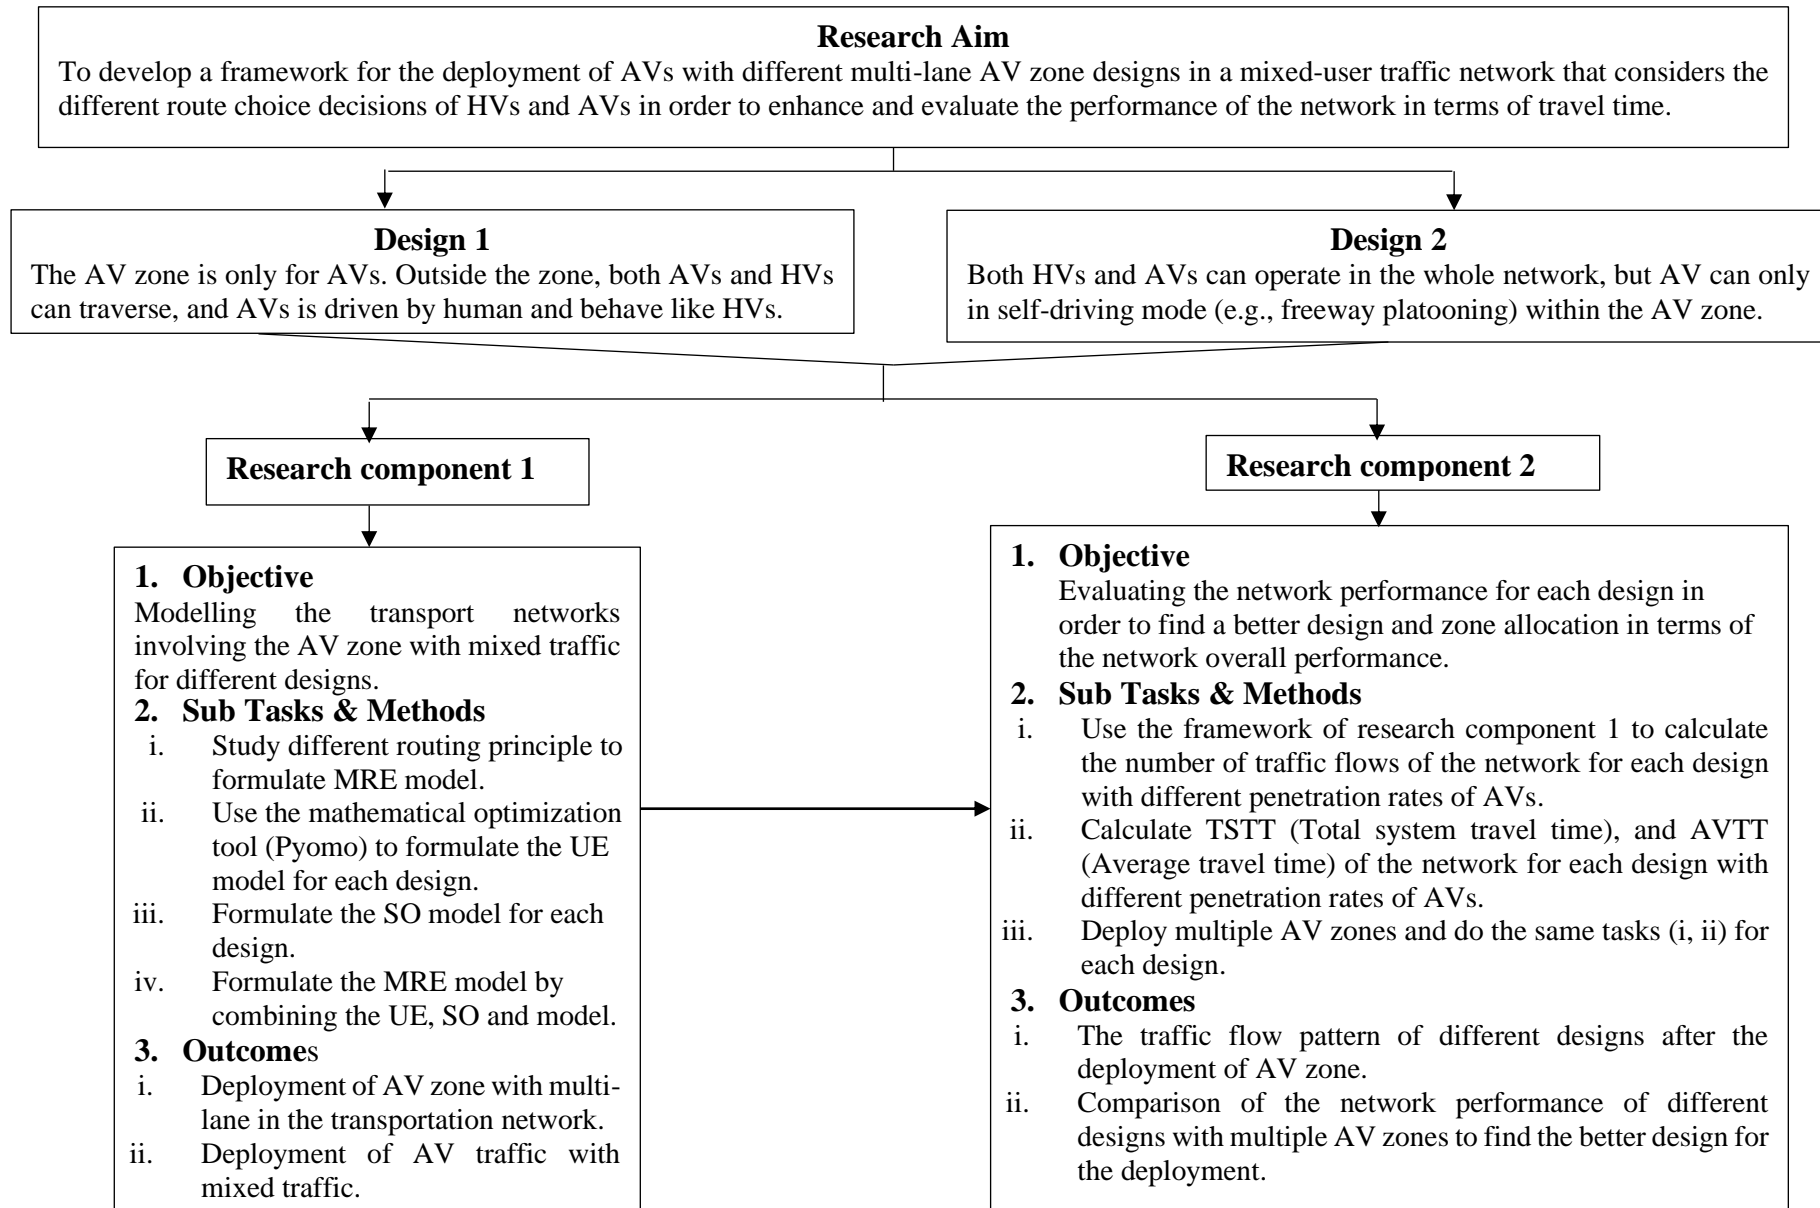 Research Aim
To develop a framework for the deployment of AVs with different multi-lane AV zone designs in a mixed-user traffic network that considers the
different route choice decisions of HVs and AVs in order to enhance and evaluate the performance of the network in terms of travel time.
Design 1
The AV zone is only for AVs. Outside the zone, both AVs and HVs
can traverse, and AVs is driven by human and behave like HVs.
Design 2
Both HVs and AVs can operate in the whole network, but AV can only
in self-driving mode (e.g., freeway platooning) within the AV zone.
Research component 1
Research component 2
1. Objective
Modelling the transport networks
involving the AV zone with mixed traffic
for different designs.
2. Sub Tasks & Methods
i. Study different routing principle to
formulate MRE model.
ii. Use the mathematical optimization
tool (Pyomo) to formulate the UE
model for each design.
iii. Formulate the SO model for each
design.
iv. Formulate the MRE model by
combining the UE, SO and model.
3. Outcomes
i. Deployment of AV zone with multi-
lane in the transportation network.
ii. Deployment of AV traffic with
mixed traffic.
1. Objective
Evaluating the network performance for each design in
order to find a better design and zone allocation in terms of
the network overall performance.
2. Sub Tasks & Methods
i. Use the framework of research component 1 to calculate
the number of traffic flows of the network for each design
with different penetration rates of AVs.
ii. Calculate TSTT (Total system travel time), and AVTT
(Average travel time) of the network for each design with
different penetration rates of AVs.
iii. Deploy multiple AV zones and do the same tasks (i, ii) for
each design.
3. Outcomes
i. The traffic flow pattern of different designs after the
deployment of AV zone.
ii. Comparison of the network performance of different
designs with multiple AV zones to find the better design for
the deployment.